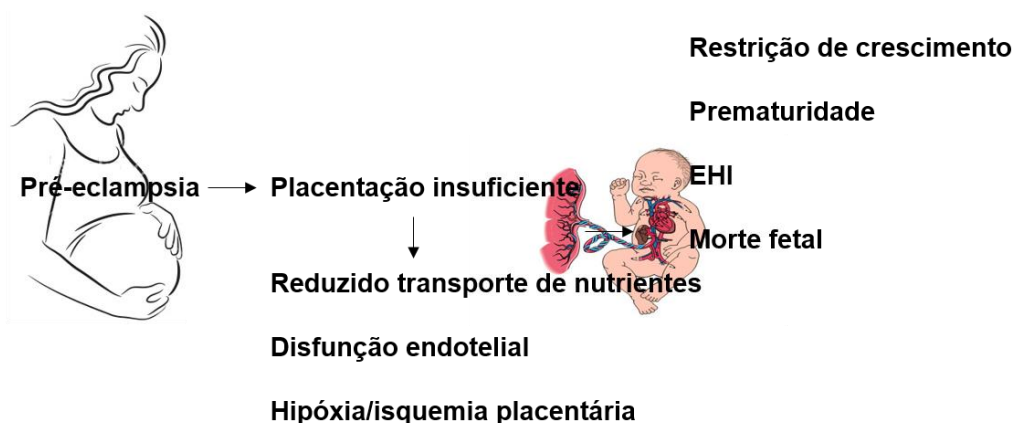 Pré-eclampsia
Placentação insuficiente
Reduzido transporte de nutrientes
Disfunção endotelial
Hipóxia/isquemia placentária
Restrição de crescimento
Prematuridade
EHI
Morte fetal